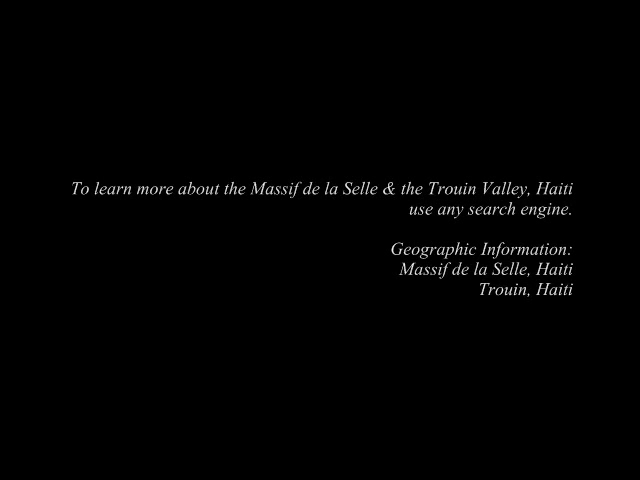 To learn more about the Massif de la Selle & the Trouin Valley, Haiti
use any search engine.
Geographic Information:
Massif de la Selle, Haiti
Trouin, Haiti